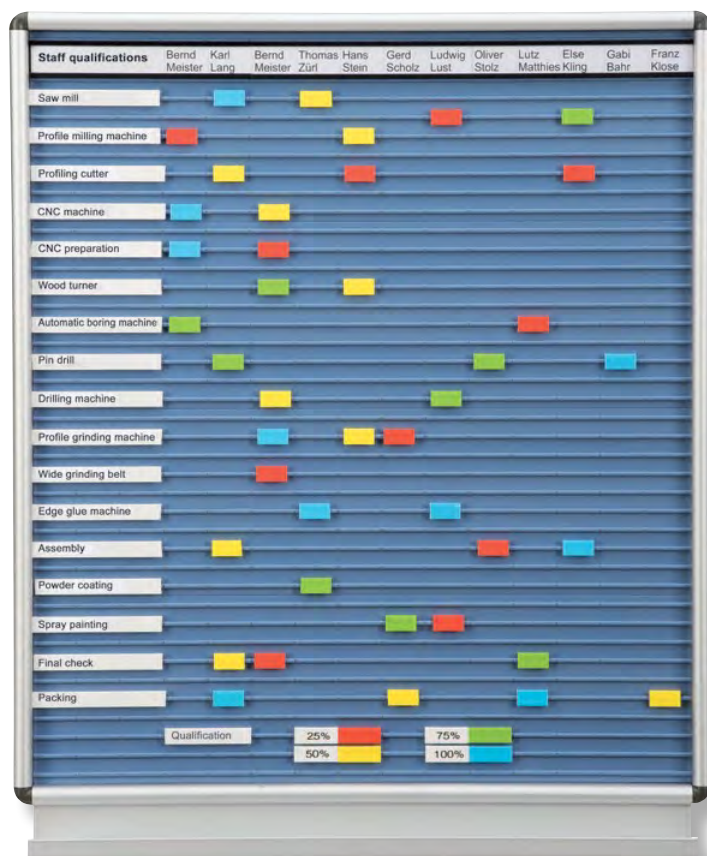 Staff qualifications
Bernd Meister
Karl Lang
Bernd Meister
Thomas Zürl
Hans Stein
Gerd Scholz
Ludwig Lust
Oliver Stolz
Lutz Matthies
Else Kling
Gabi Bahr
Franz Klose
Saw mill
Profile milling machine
Profiling cutter
CNC machine
CNC preparation
Wood turner
Automatic boring machine
Pin drill
Drilling machine
Profile grinding machine
Wide grinding belt
Edge glue machine
Assembly
Powder coating
Spray painting
Final check
Packing
Qualification 25% 75%
50% 100%